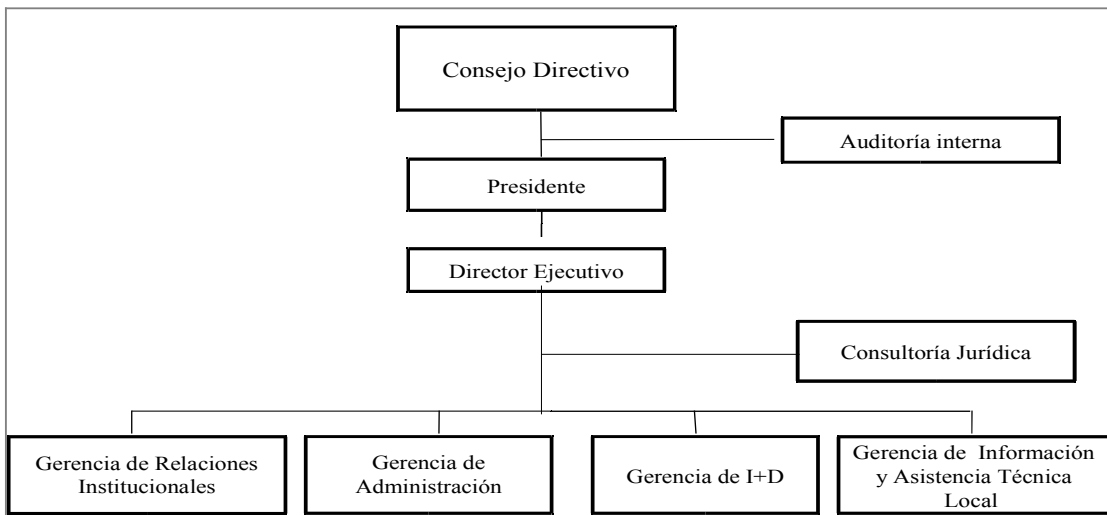 Consejo Directivo
Auditoría interna
Presidente
Director Ejecutivo
Consultoría Jurídica
Gerencia de Relaciones
Institucionales
Gerencia de
Administración
Gerencia de I+D
Gerencia de Información
y Asistencia Técnica
Local